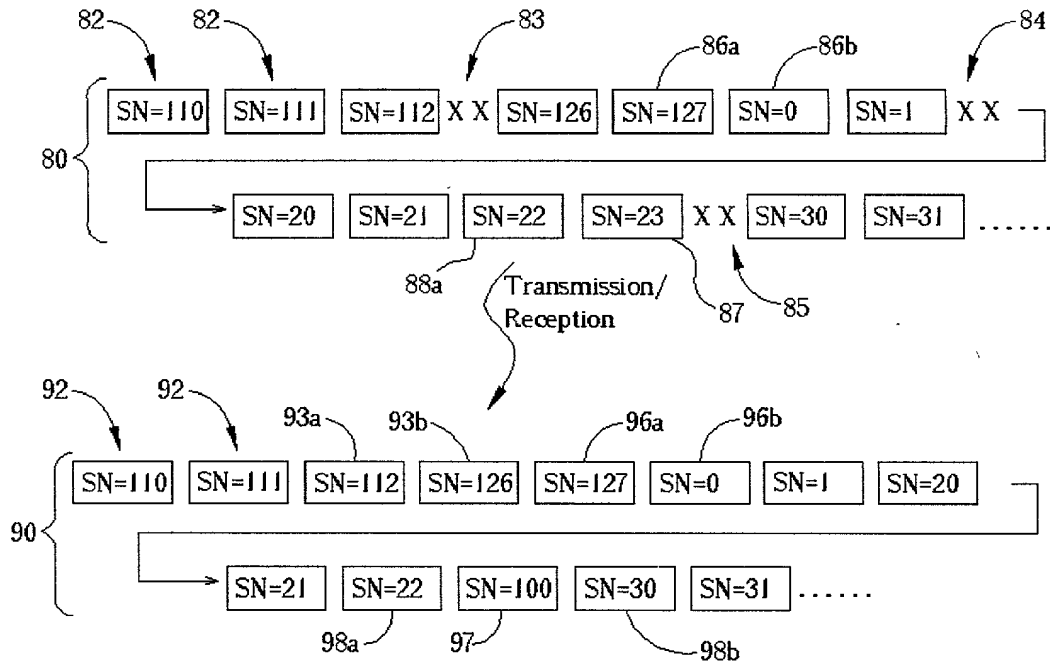 82 82 83 86a 86b 84
SN=110 SN=111 SN=112 X X SN=126 SN=127 SN=0 SN=1 X X
80
SN=20 SN=21 SN=22 SN=23 X X SN=30 SN=31 ......
88a 87 85
Transmission/
Reception
92 92 93a 93b 96a 96b
SN=110 SN=111 SN=112 SN=126 SN=127 SN=0 SN=1 SN=20
90
SN=21 SN=22 SN=100 SN=30 SN=31 ......
98a 97 98b